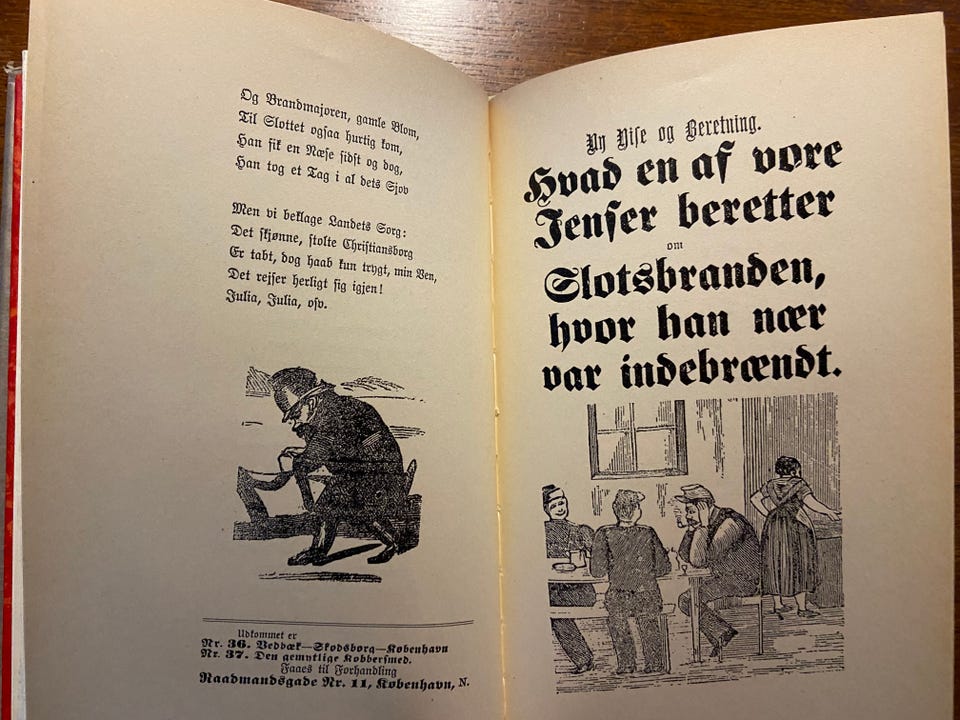 Og Brandmajoren, gamle Blom,
Til Slottet ogsaa hurtig kom,
Han fik en Næse sidst og dog,
Han tog et Tag i al dets Sjov
Men vi beklage Landets Sorg:
Det skjønne, stolte Christiansborg
Er tabt, dog haab kun trygt, min Ven,
Det rejser herligt sig igjen!
Julia, Julia, osv.
Udkommet er
Nr. 36. Vedbæk—Skodsborg—København
Nr. 37. Den gemytlige Kobbersmed.
Faaes til Forhandling
Raadmandsgade Nr. 11, København, N.
Ny Vise og Beretning.
Hvad en af vore
Jenser beretter
om
Slotsbranden,
hvor han nær
var indebrændt.